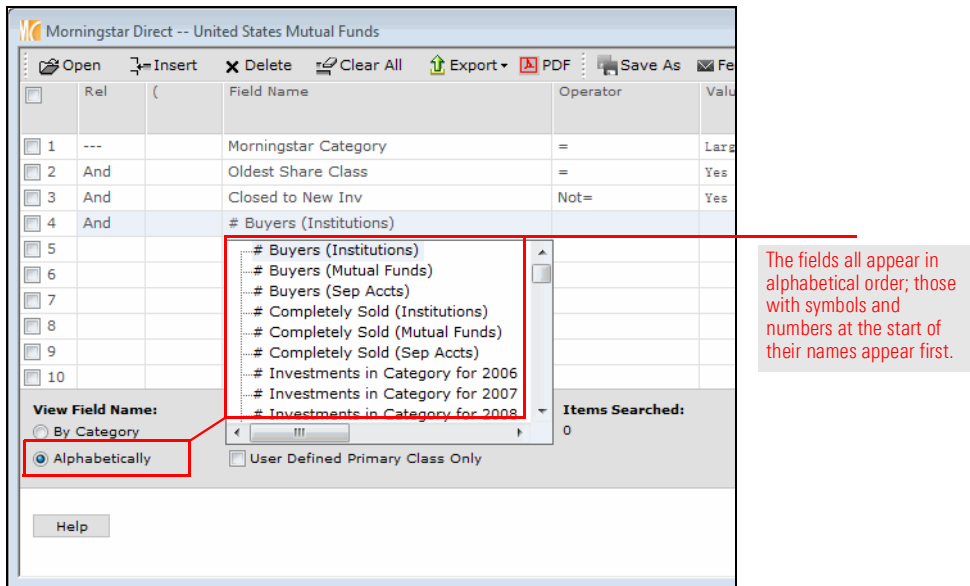 Morningstar Direct -- United States Mutual Funds
Open Insert Delete Clear All Export PDF Save As Fe
Rel ( Field Name Operator Valu
1 --- Morningstar Category = Larg
2 And Oldest Share Class = Yes
3 And Closed to New Inv Not= Yes
4 And # Buyers (Institutions)
5 # Buyers (Institutions)
6 # Buyers (Mutual Funds)
7 # Buyers (Sep Accts)
8 # Completely Sold (Institutions)
9 # Completely Sold (Mutual Funds)
10 # Completely Sold (Sep Accts)
# Investments in Category for 2006
# Investments in Category for 2007
# Investments in Category for 2008
View Field Name: Items Searched:
By Category 0
Alphabetically User Defined Primary Class Only
Help
The fields all appear in
alphabetical order; those
with symbols and
numbers at the start of
their names appear first.